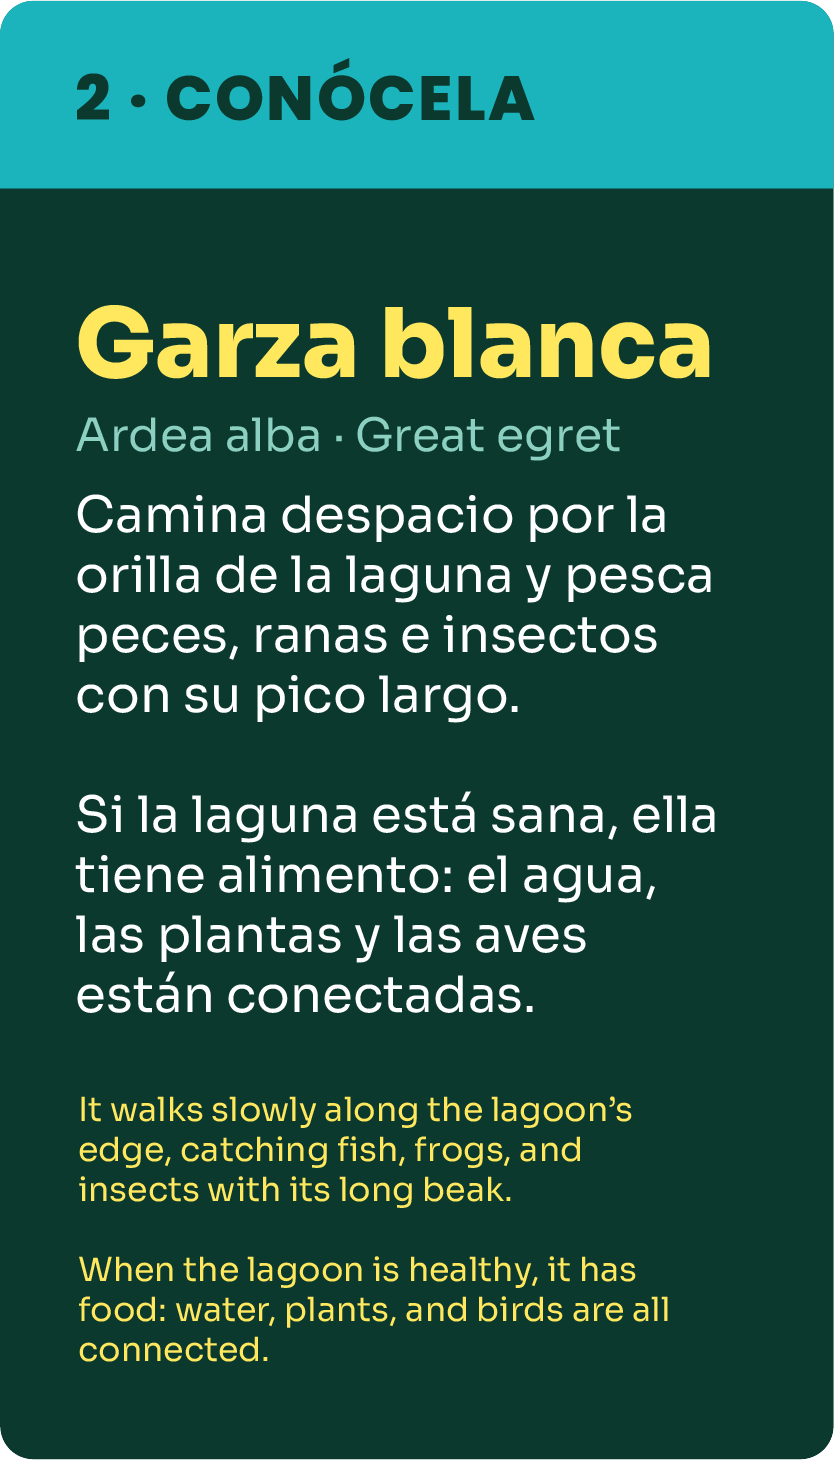 2 · CONÓCELA
Garza blanca
Ardea alba · Great egret
Camina despacio por la
orilla de la laguna y pesca
peces, ranas e insectos
con su pico largo.
Si la laguna está sana, ella
tiene alimento: el agua,
las plantas y las aves
están conectadas.
It walks slowly along the lagoon’s
edge, catching fish, frogs, and
insects with its long beak.
When the lagoon is healthy, it has
food: water, plants, and birds are all
connected.